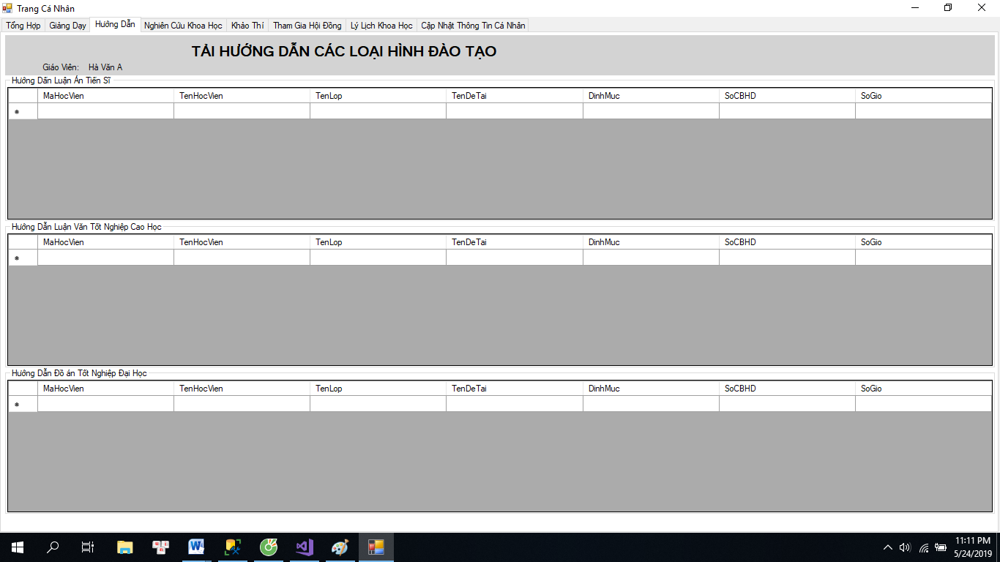 Trang Cá Nhân
Tổng Hợp Giảng Dạy Hướng Dẫn Nghiên Cứu Khoa Học Khảo Thí Tham Gia Hội Đồng Lý Lịch Khoa Học Cập Nhật Thông Tin Cá Nhân
TẢI HƯỚNG DẪN CÁC LOẠI HÌNH ĐÀO TẠO
Giáo Viên: Hà Văn A
Hướng Dẫn Luận Án Tiến Sĩ
MaHocVien TenHocVien TenLop TenDeTai DinhMuc SoCBHD SoGio
Hướng Dẫn Luận Văn Tốt Nghiệp Cao Học
MaHocVien TenHocVien TenLop TenDeTai DinhMuc SoCBHD SoGio
Hướng Dẫn Đồ án Tốt Nghiệp Đại Học
MaHocVien TenHocVien TenLop TenDeTai DinhMuc SoCBHD SoGio
11:11 PM
5/24/2019